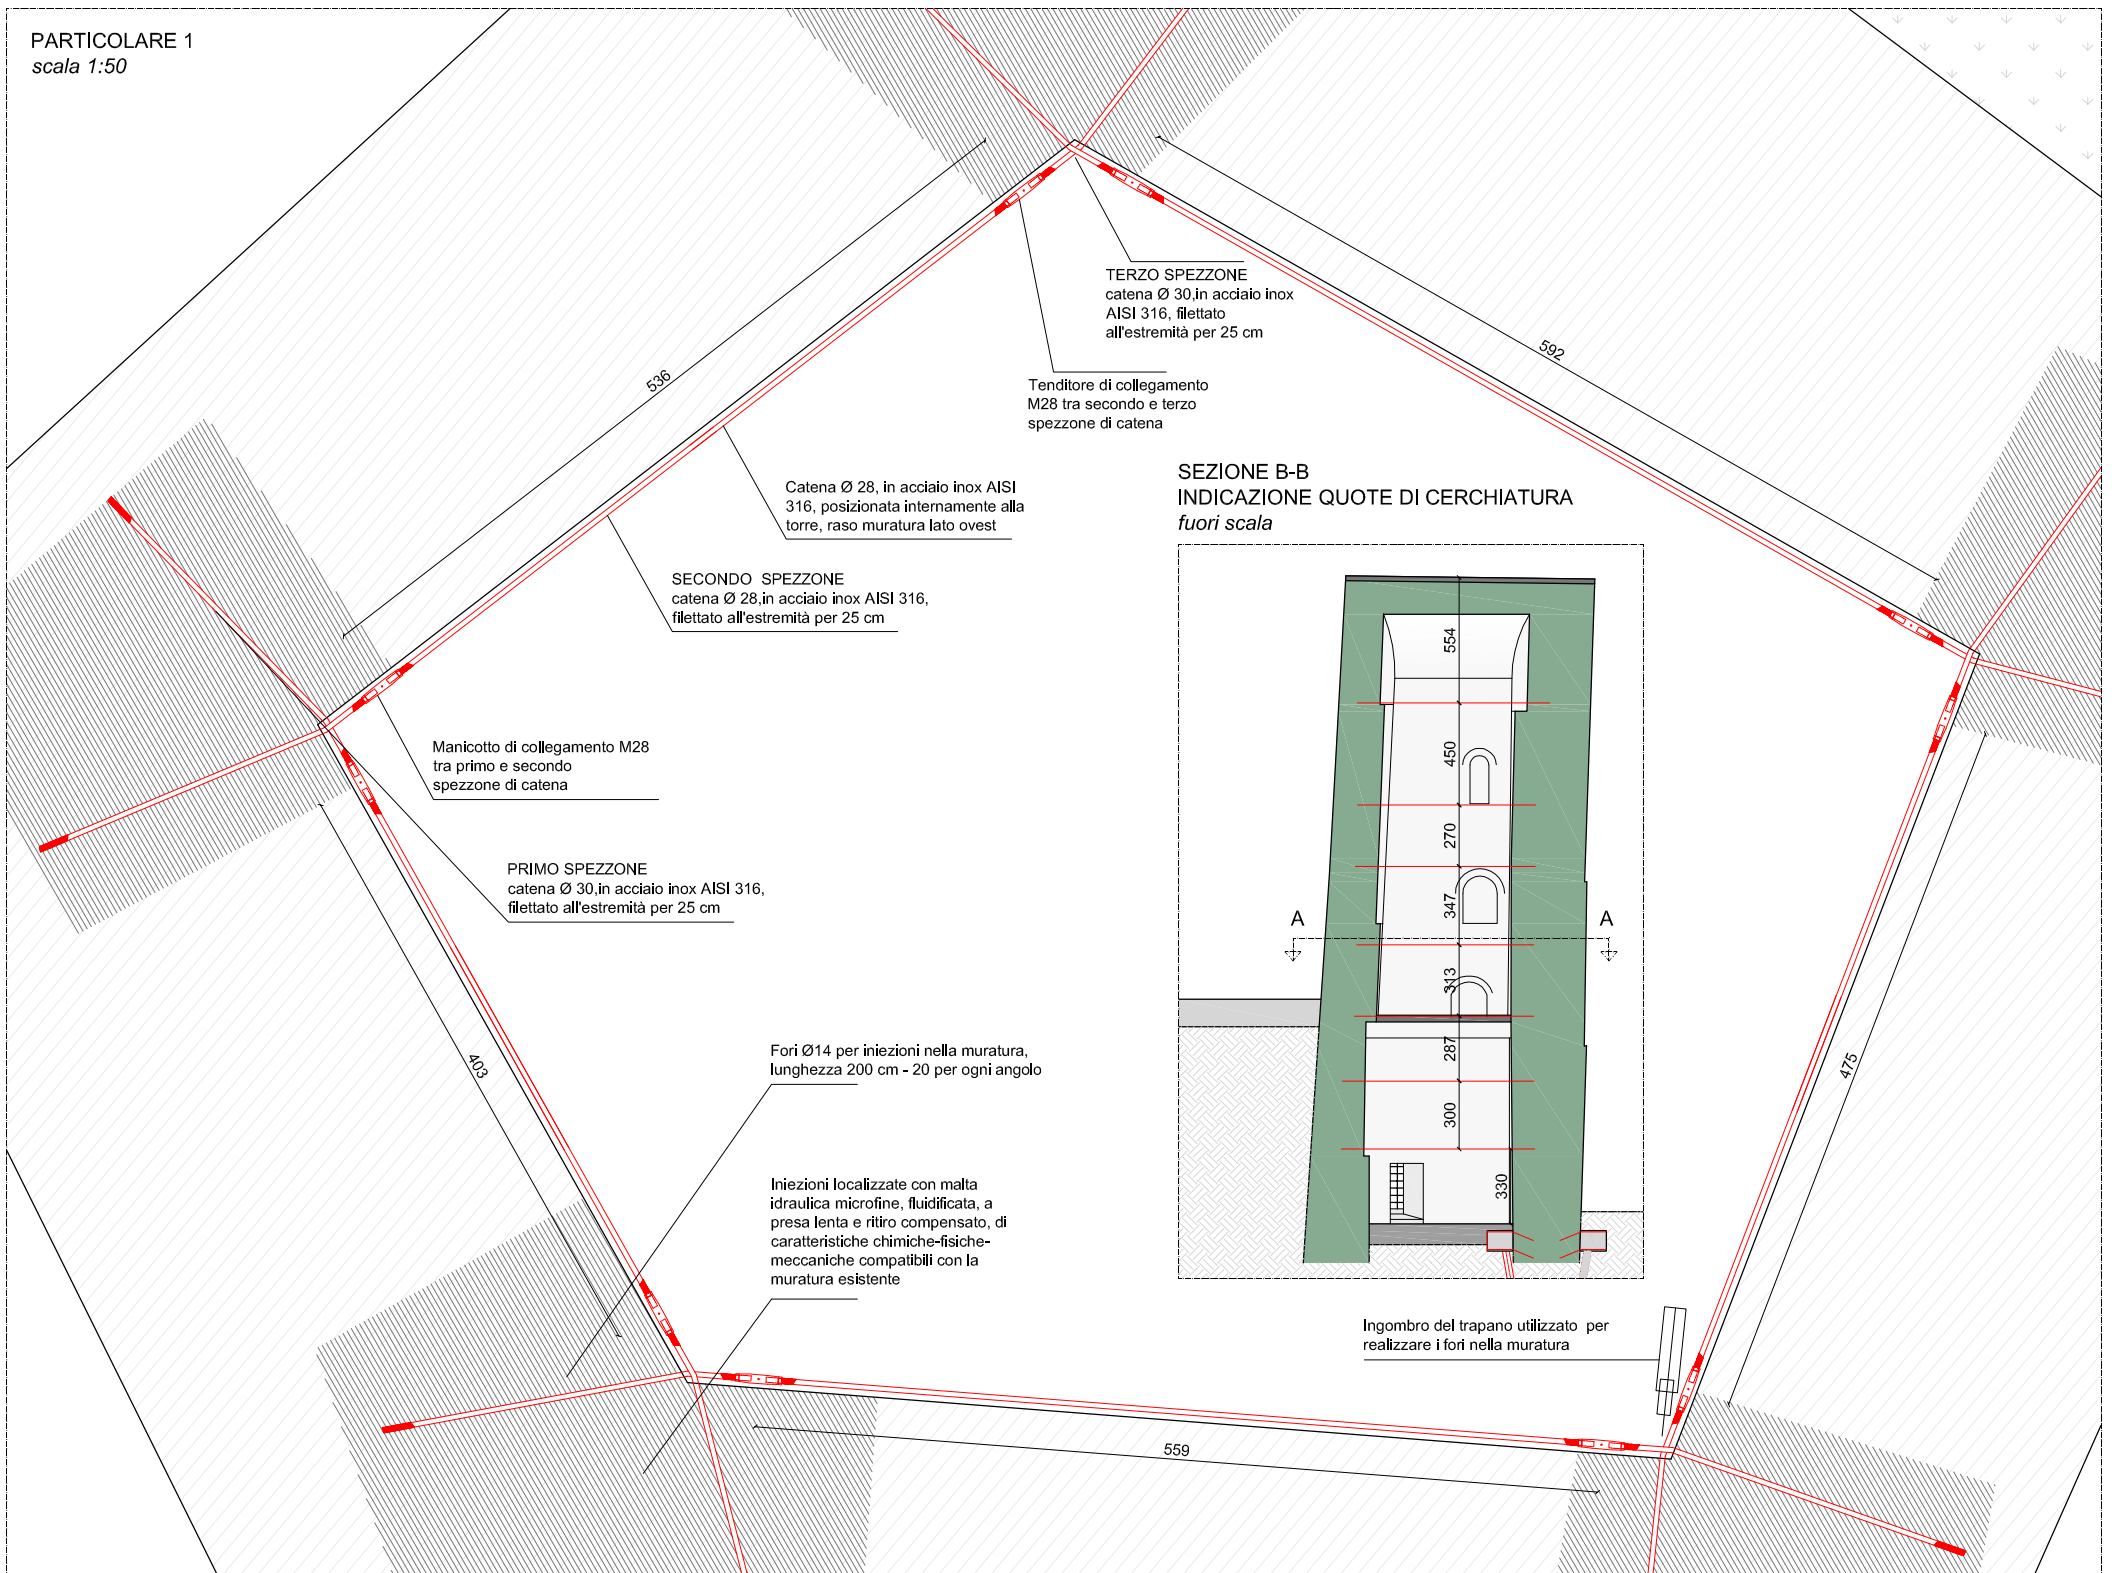 PARTICOLARE 1
scala 1:50
TERZO SPEZZONE
catena Ø 30,in acciaio inox
AISI 316, filettato
all'estremità per 25 cm
592
536
Tenditore di collegamento
M28 tra secondo e terzo
spezzone di catena
Catena Ø 28, in acciaio inox AISI
316, posizionata internamente alla
torre, raso muratura lato ovest
SECONDO SPEZZONE
catena Ø 28,in acciaio inox AISI 316,
filettato all'estremità per 25 cm
Manicotto di collegamento M28
tra primo e secondo
spezzone di catena
PRIMO SPEZZONE
catena Ø 30,in acciaio inox AISI 316,
filettato all'estremità per 25 cm
SEZIONE B-B
INDICAZIONE QUOTE DI CERCHIATURA
fuori scala
554
450
270
347
A
A
313
287
300
330
403
475
Fori Ø14 per iniezioni nella muratura,
lunghezza 200 cm - 20 per ogni angolo
Iniezioni localizzate con malta
idraulica microfine, fluidificata, a
presa lenta e ritiro compensato, di
caratteristiche chimiche-fisiche-
meccaniche compatibili con la
muratura esistente
Ingombro del trapano utilizzato per
realizzare i fori nella muratura
559